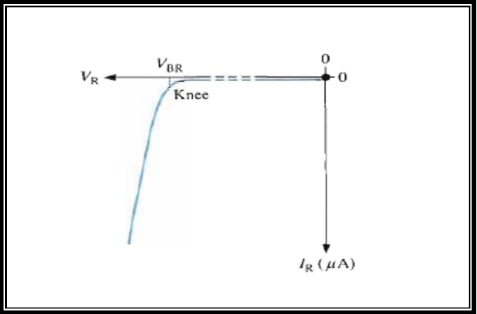 0
V_BR
V_R
0
Knee
I_R (μA)